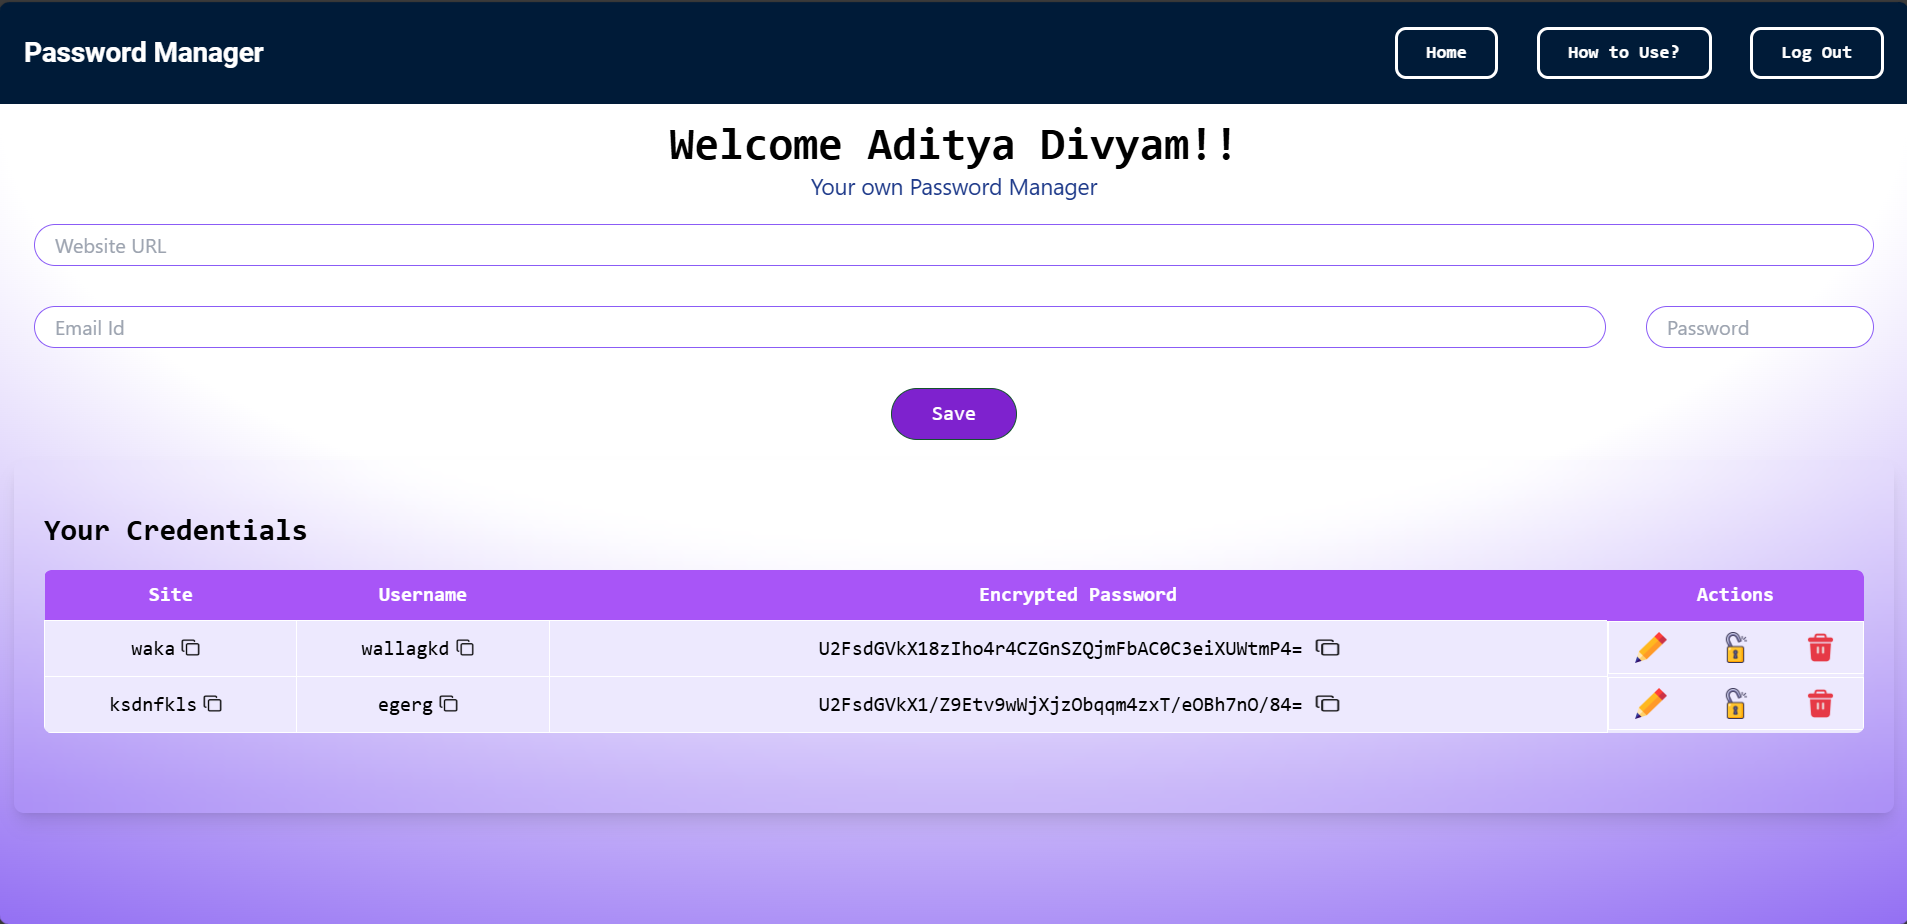 Password Manager
Home
How to Use?
Log Out
Welcome Aditya Divyam!!
Your own Password Manager
Website URL
Email Id
Password
Save
Your Credentials
Site Username Encrypted Password Actions
waka wallagkd U2FsdGVkX18zIho4r4CZGnSZQjmFbAC0C3eiXUWtmP4=
ksdnfkls egerg U2FsdGVkX1/Z9Etv9wWjXjzObqqm4zxT/eOBh7nO/84=